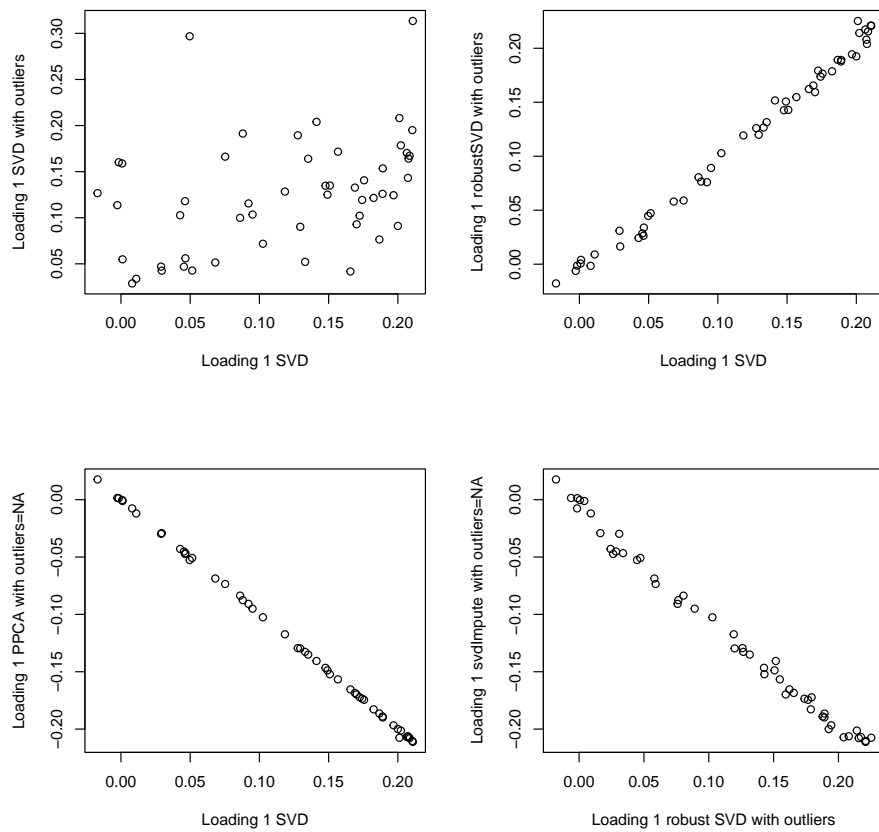 0.05 0.10 0.15 0.20 0.25 0.30
Loading 1 SVD with outliers
0.00 0.05 0.10 0.15 0.20
Loading 1 SVD
0.00 0.05 0.10 0.15 0.20
Loading 1 robustSVD with outliers
0.00 0.05 0.10 0.15 0.20
Loading 1 SVD
−0.20 −0.15 −0.10 −0.05 0.00
Loading 1 PPCA with outliers=NA
0.00 0.05 0.10 0.15 0.20
Loading 1 SVD
−0.20 −0.15 −0.10 −0.05 0.00
Loading 1 svdImpute with outliers=NA
0.00 0.05 0.10 0.15 0.20
Loading 1 robust SVD with outliers